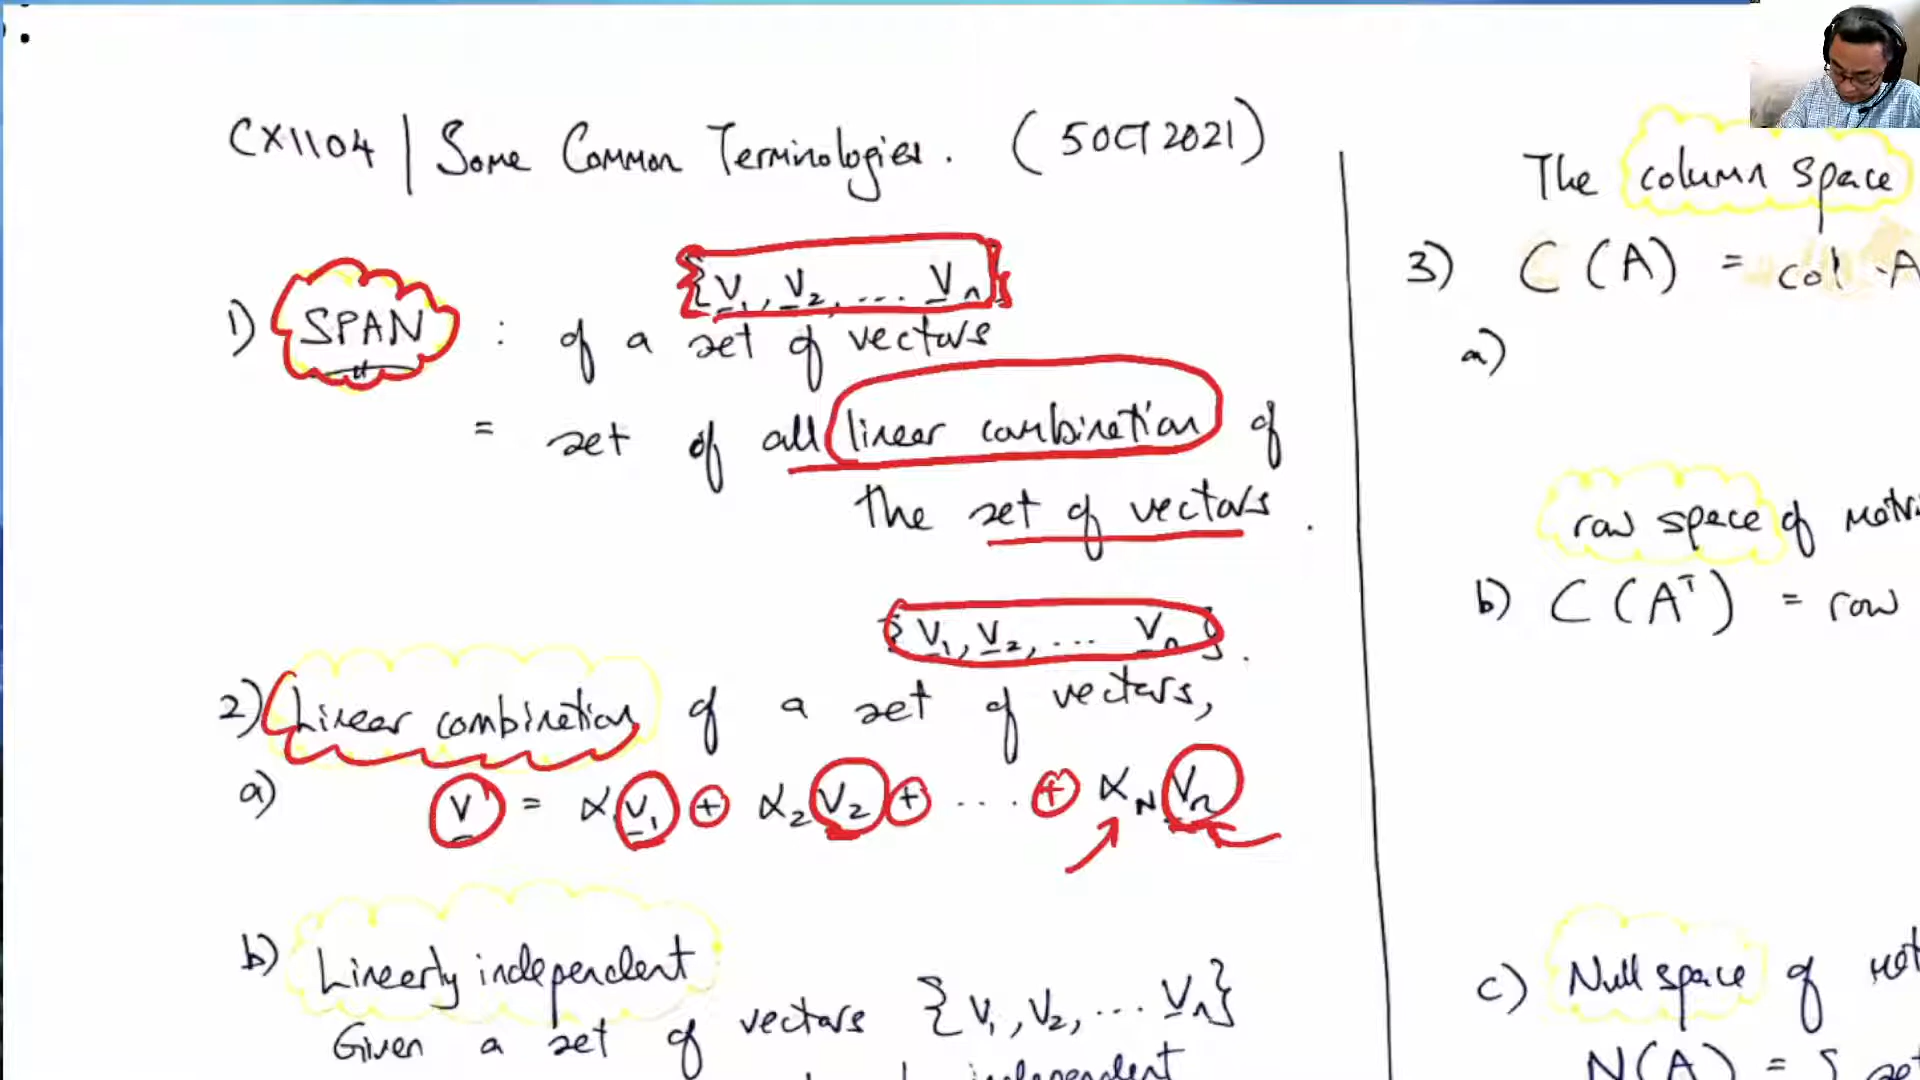 CX1104 | Some Common Terminologies. (5 OCT 2021)
{v₁, v₂, ... vₙ}
1) SPAN : of a set of vectors
= set of all linear combination of
the set of vectors.
{v₁, v₂, ... vₙ}.
2) Linear combination of a set of vectors,
a) v = α₁v₁ + α₂v₂ + .... + α_N vₙ
b) Linearly independent
Given a set of vectors {v₁, v₂, ... vₙ}
independent
The column space
3) C (A) = col A
a)
row space of
b) C (Aᵀ) = row
c) Null space of
N(A) = {